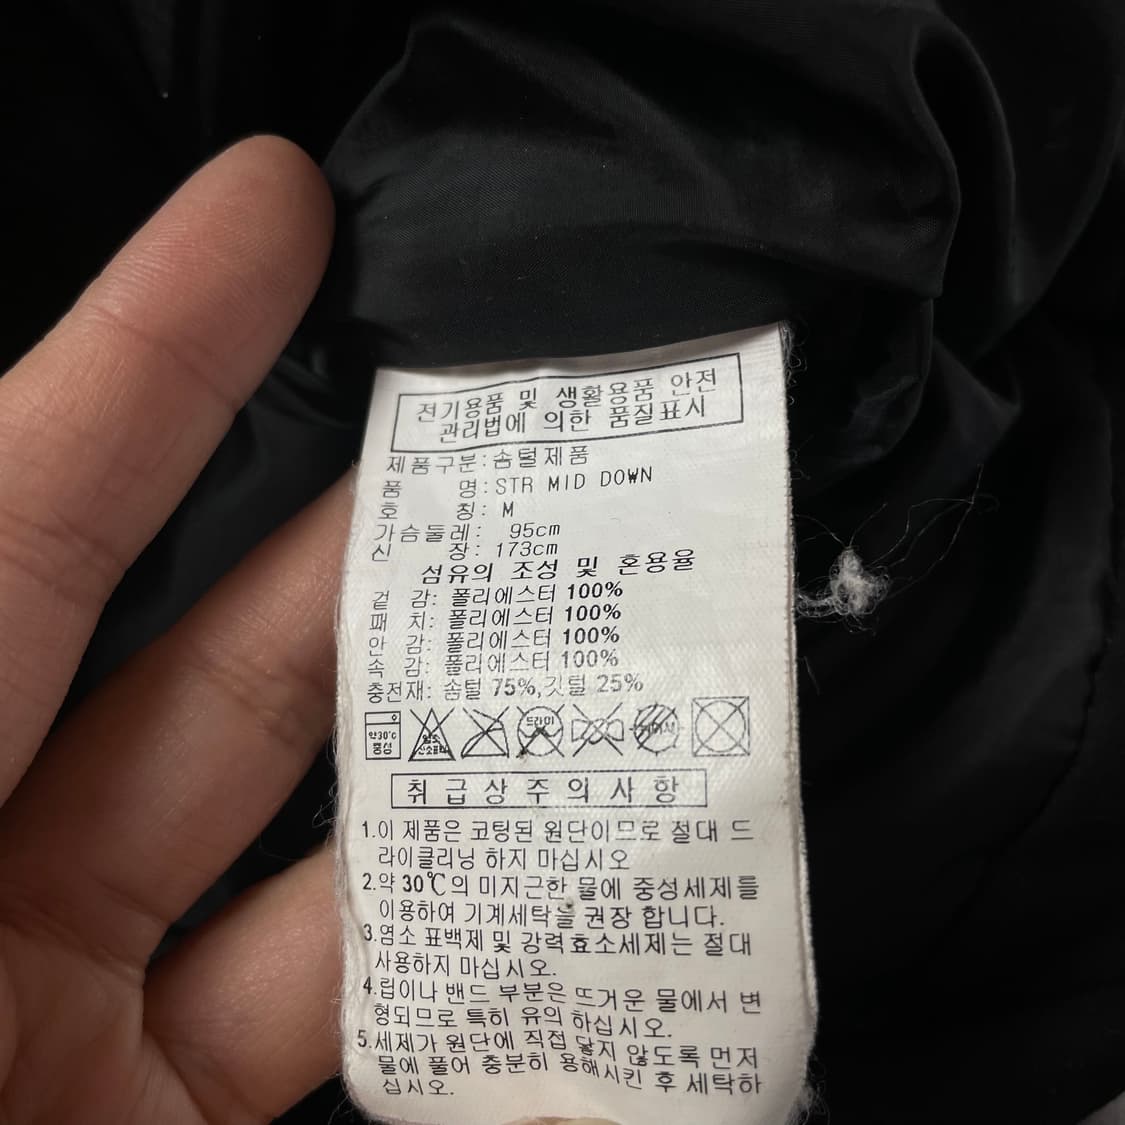 전기용품 및 생활용품 안전
관리법에 의한 품질표시
제품구분: 솜털제품
품 명: STR MID DOWN
호 칭: M
가슴둘레: 95cm
신 장: 173cm
섬유의 조성 및 혼용율
겉 감: 폴리에스터 100%
패 치: 폴리에스터 100%
안 감: 폴리에스터 100%
속 감: 폴리에스터 100%
충전재: 솜털 75%,깃털 25%
약30℃ 중성 염소 산소표백 드라이
취급상주의사항
1.이 제품은 코팅된 원단이므로 절대 드
라이클리닝 하지 마십시오
2.약 30℃의 미지근한 물에 중성세제를
이용하여 기계세탁을 권장 합니다.
3.염소 표백제 및 강력효소세제는 절대
사용하지 마십시오.
4.립이나 밴드 부분은 뜨거운 물에서 변
형되므로 특히 유의 하십시오.
5.세제가 원단에 직접 닿지 않도록 먼저
물에 풀어 충분히 용해시킨 후 세탁하
십시오.